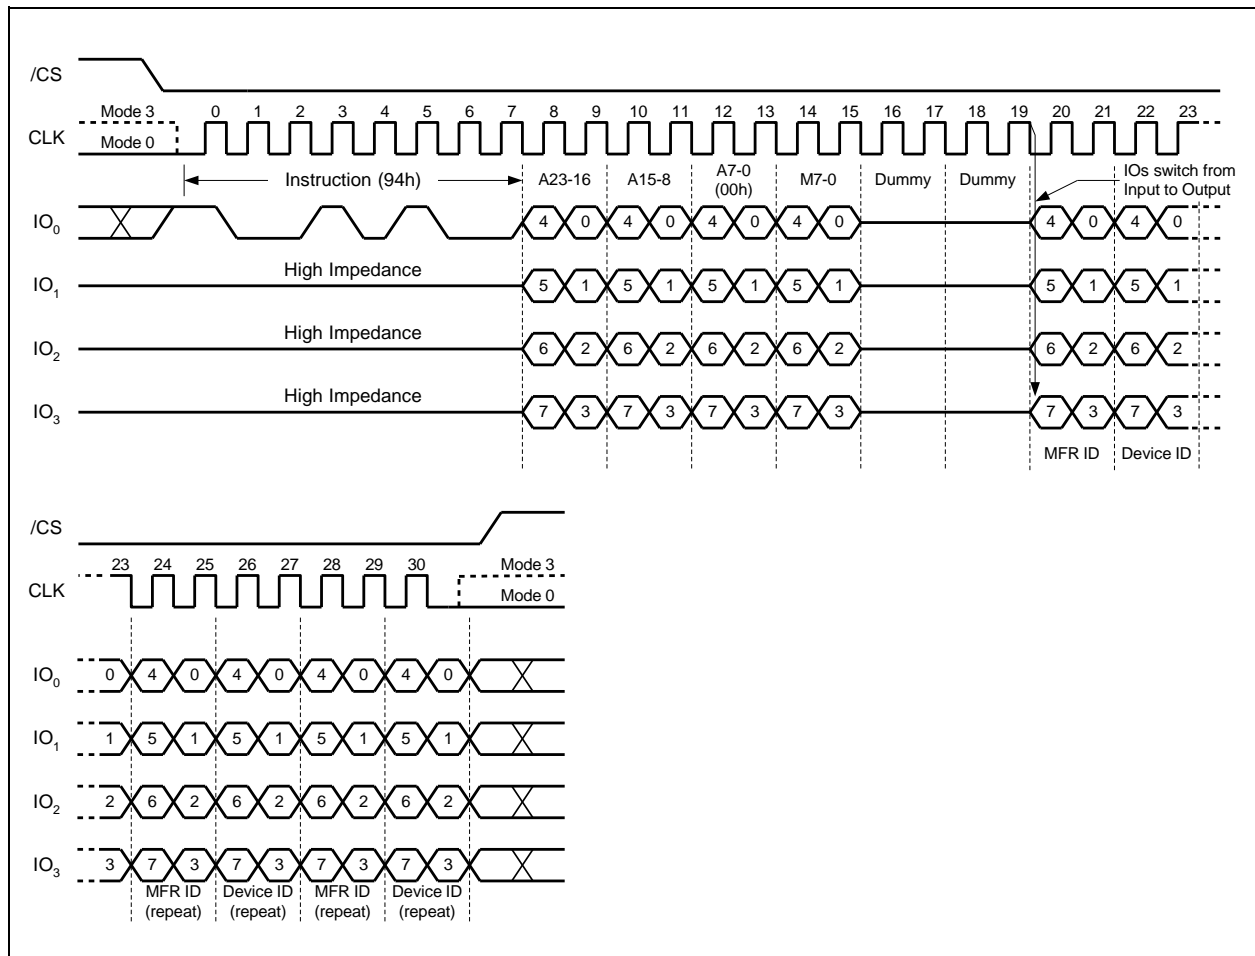 /CS
Mode 3 0 1 2 3 4 5 6 7 8 9 10 11 12 13 14 15 16 17 18 19 20 21 22 23
CLK Mode 0
Instruction (94h) A23-16 A15-8 A7-0 (00h) M7-0 Dummy Dummy IOs switch from
Input to Output
IO0 4 0 4 0 4 0 4 0 4 0 4 0
High Impedance
IO1 5 1 5 1 5 1 5 1 5 1 5 1
High Impedance
IO2 6 2 6 2 6 2 6 2 6 2 6 2
High Impedance
IO3 7 3 7 3 7 3 7 3 7 3 7 3
MFR ID Device ID
/CS
23 24 25 26 27 28 29 30 Mode 3
CLK Mode 0
IO0 0 4 0 4 0 4 0 4 0
IO1 1 5 1 5 1 5 1 5 1
IO2 2 6 2 6 2 6 2 6 2
IO3 3 7 3 7 3 7 3 7 3
MFR ID Device ID MFR ID Device ID
(repeat) (repeat) (repeat) (repeat)